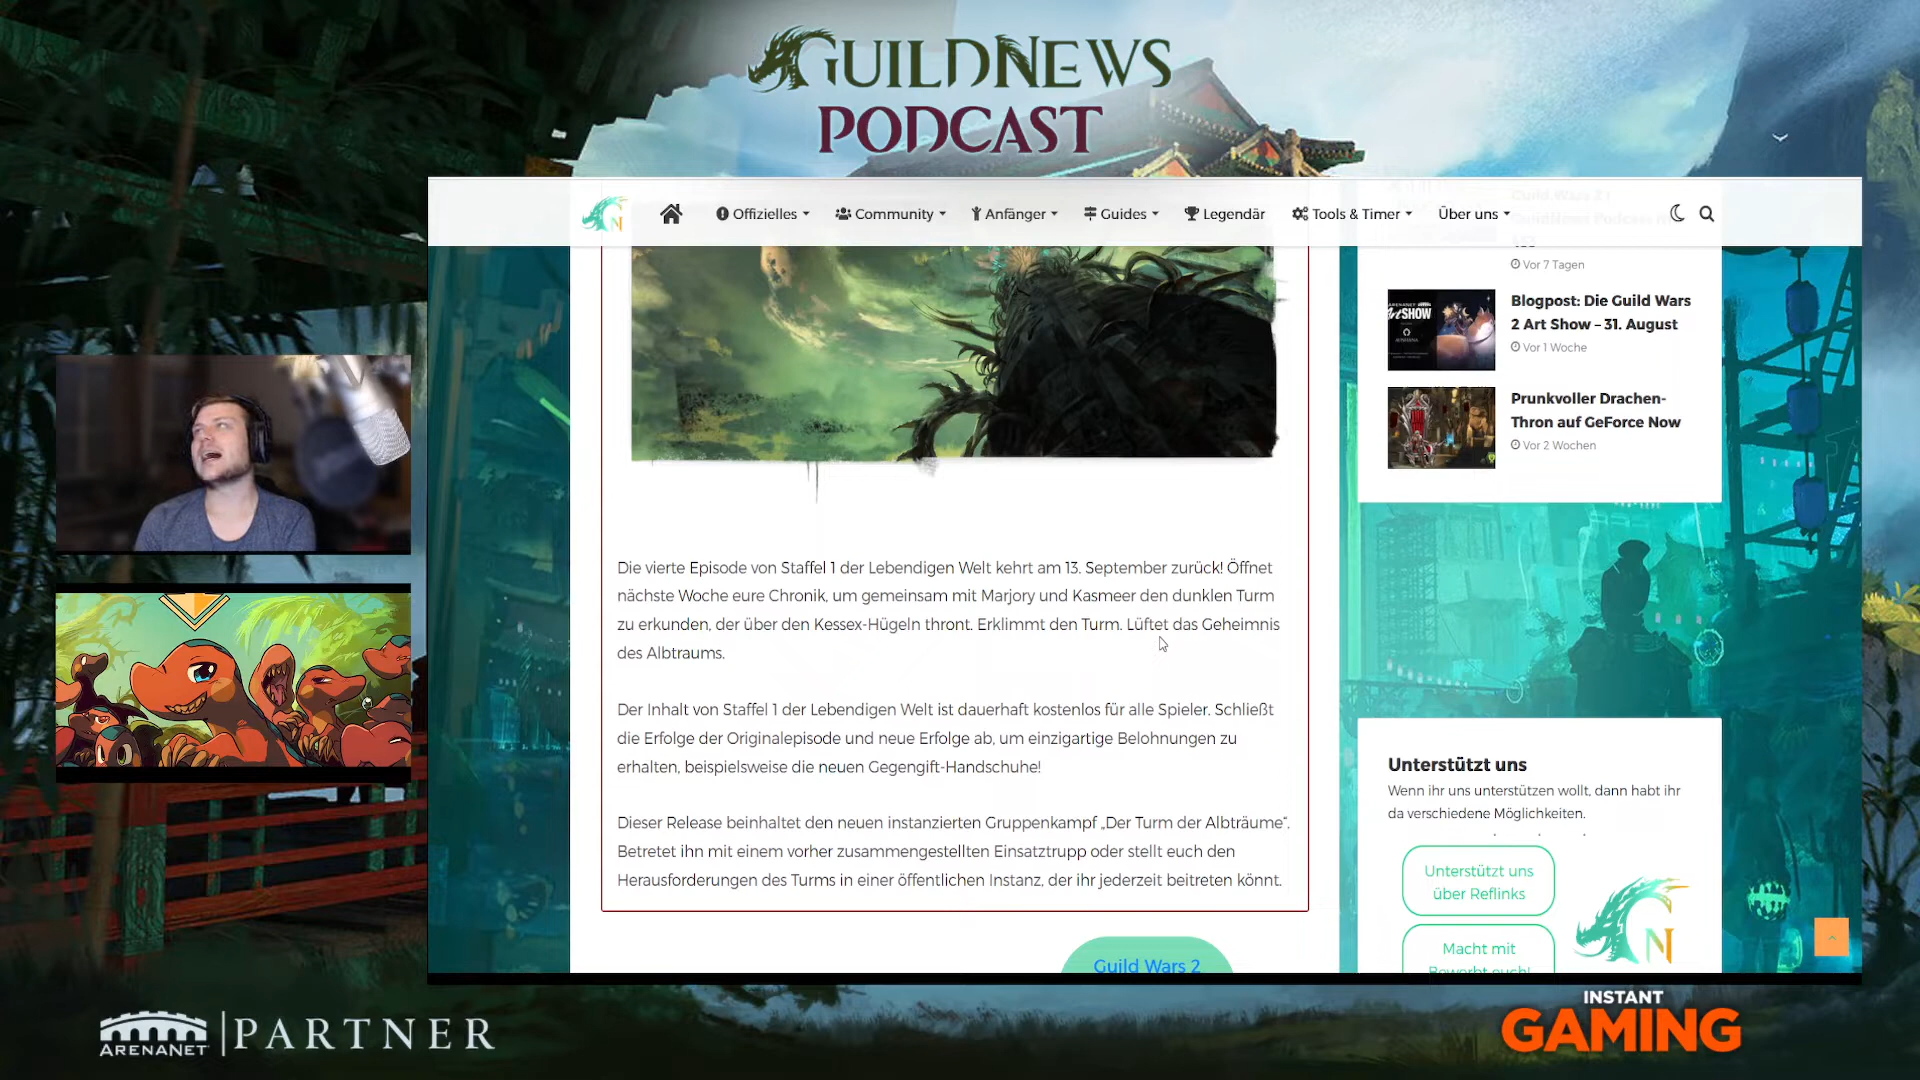 GUILDNEWS
PODCAST
Offizielles
Community
Anfänger
Guides
Legendär
Tools & Timer
Über uns
Vor 7 Tagen
Blogpost: Die Guild Wars
2 Art Show – 31. August
Vor 1 Woche
Prunkvoller Drachen-
Thron auf GeForce Now
Vor 2 Wochen
Die vierte Episode von Staffel 1 der Lebendigen Welt kehrt am 13. September zurück! Öffnet
nächste Woche eure Chronik, um gemeinsam mit Marjory und Kasmeer den dunklen Turm
zu erkunden, der über den Kessex-Hügeln thront. Erklimmt den Turm. Lüftet das Geheimnis
des Albtraums.
Der Inhalt von Staffel 1 der Lebendigen Welt ist dauerhaft kostenlos für alle Spieler. Schließt
die Erfolge der Originalepisode und neue Erfolge ab, um einzigartige Belohnungen zu
erhalten, beispielsweise die neuen Gegengift-Handschuhe!
Dieser Release beinhaltet den neuen instanzierten Gruppenkampf „Der Turm der Albträume“.
Betretet ihn mit einem vorher zusammengestellten Einsatztrupp oder stellt euch den
Herausforderungen des Turms in einer öffentlichen Instanz, der ihr jederzeit beitreten könnt.
Guild Wars 2
Unterstützt uns
Wenn ihr uns unterstützen wollt, dann habt ihr
da verschiedene Möglichkeiten.
Unterstützt uns
über Reflinks
Macht mit
Bewerbt euch!
N
ARENANET | PARTNER
INSTANT
GAMING